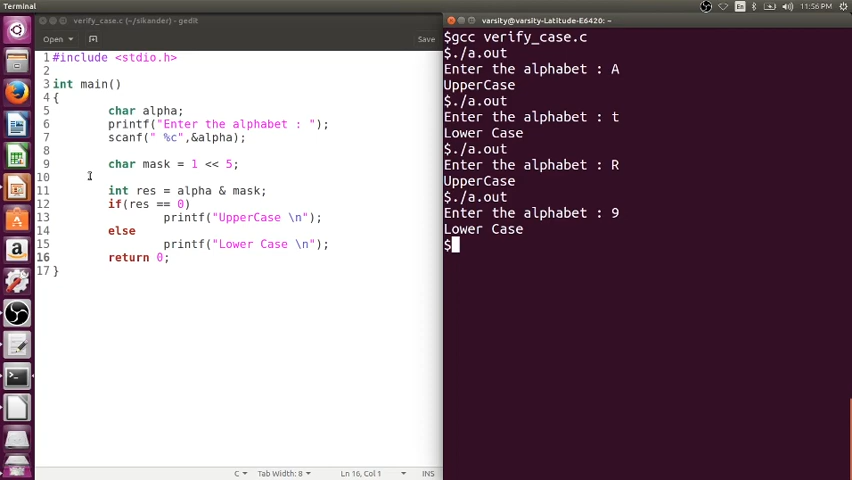 Terminal
En
11:56 PM
verify_case.c (~/sikander) - gedit
Open
Save
1 #include <stdio.h>
2
3 int main()
4 {
5 char alpha;
6 printf("Enter the alphabet : ");
7 scanf(" %c",&alpha);
8
9 char mask = 1 << 5;
10
11 int res = alpha & mask;
12 if(res == 0)
13 printf("UpperCase \n");
14 else
15 printf("Lower Case \n");
16 return 0;
17 }
C
Tab Width: 8
Ln 16, Col 1
INS
varsity@varsity-Latitude-E6420: ~
$gcc verify_case.c
$./a.out
Enter the alphabet : A
UpperCase
$./a.out
Enter the alphabet : t
Lower Case
$./a.out
Enter the alphabet : R
UpperCase
$./a.out
Enter the alphabet : 9
Lower Case
$